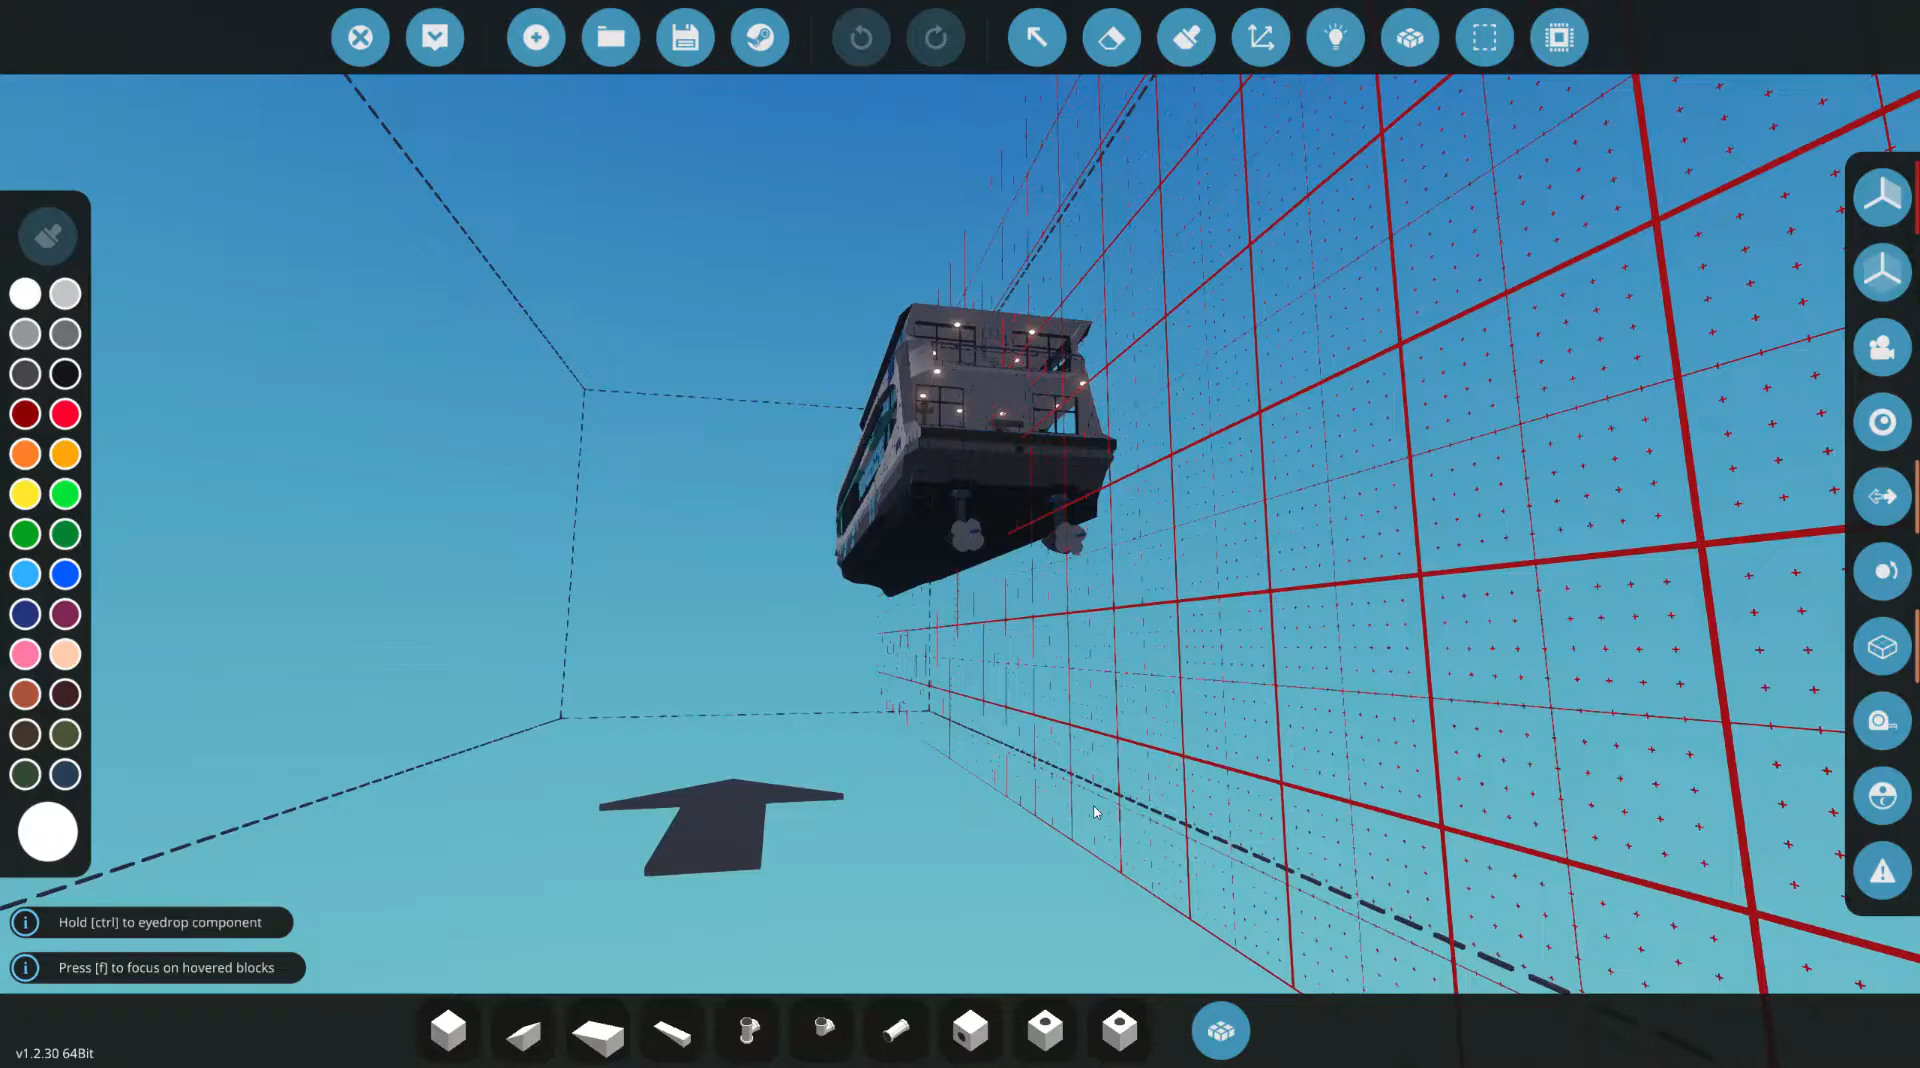 Hold [ctrl] to eyedrop component
Press [f] to focus on hovered blocks
v1.2.30 64Bit